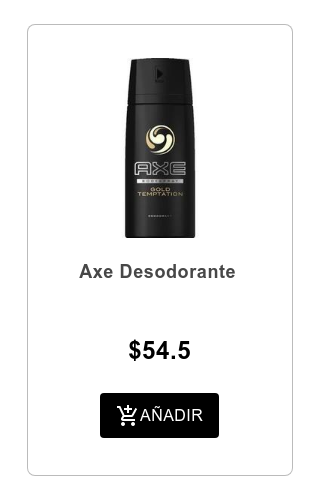 AXE
GOLD
TEMPTATION
Axe Desodorante
$54.5
AÑADIR